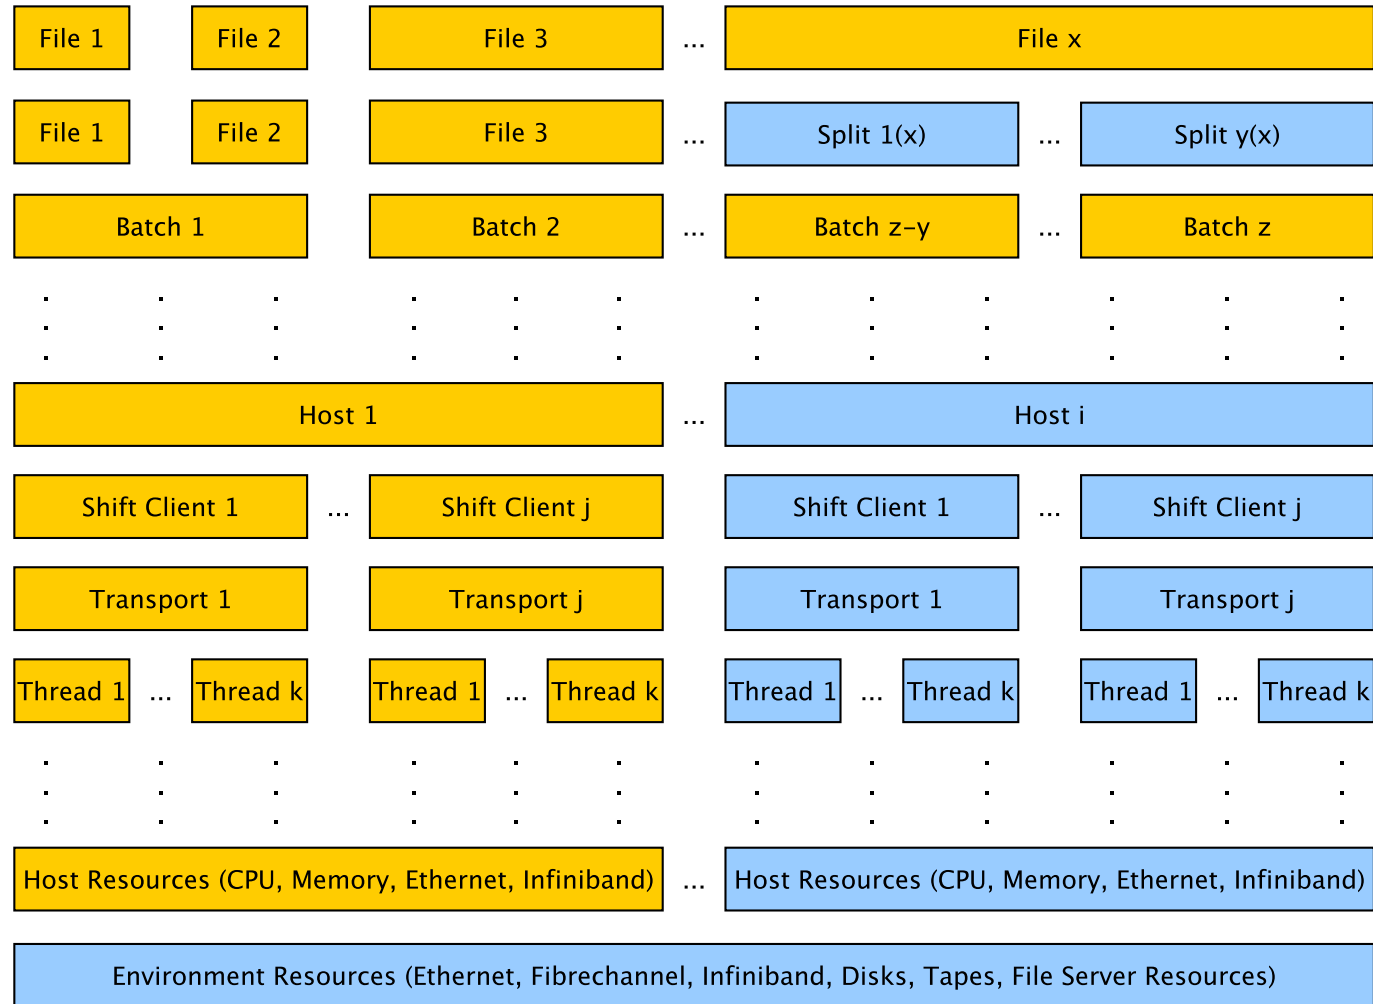 File 1 File 2 File 3 ... File x
File 1 File 2 File 3 ... Split 1(x) ... Split y(x)
Batch 1 Batch 2 ... Batch z-y ... Batch z
Host 1 ... Host i
Shift Client 1 ... Shift Client j Shift Client 1 ... Shift Client j
Transport 1 Transport j Transport 1 Transport j
Thread 1 ... Thread k Thread 1 ... Thread k Thread 1 ... Thread k Thread 1 ... Thread k
Host Resources (CPU, Memory, Ethernet, Infiniband) ... Host Resources (CPU, Memory, Ethernet, Infiniband)
Environment Resources (Ethernet, Fibrechannel, Infiniband, Disks, Tapes, File Server Resources)